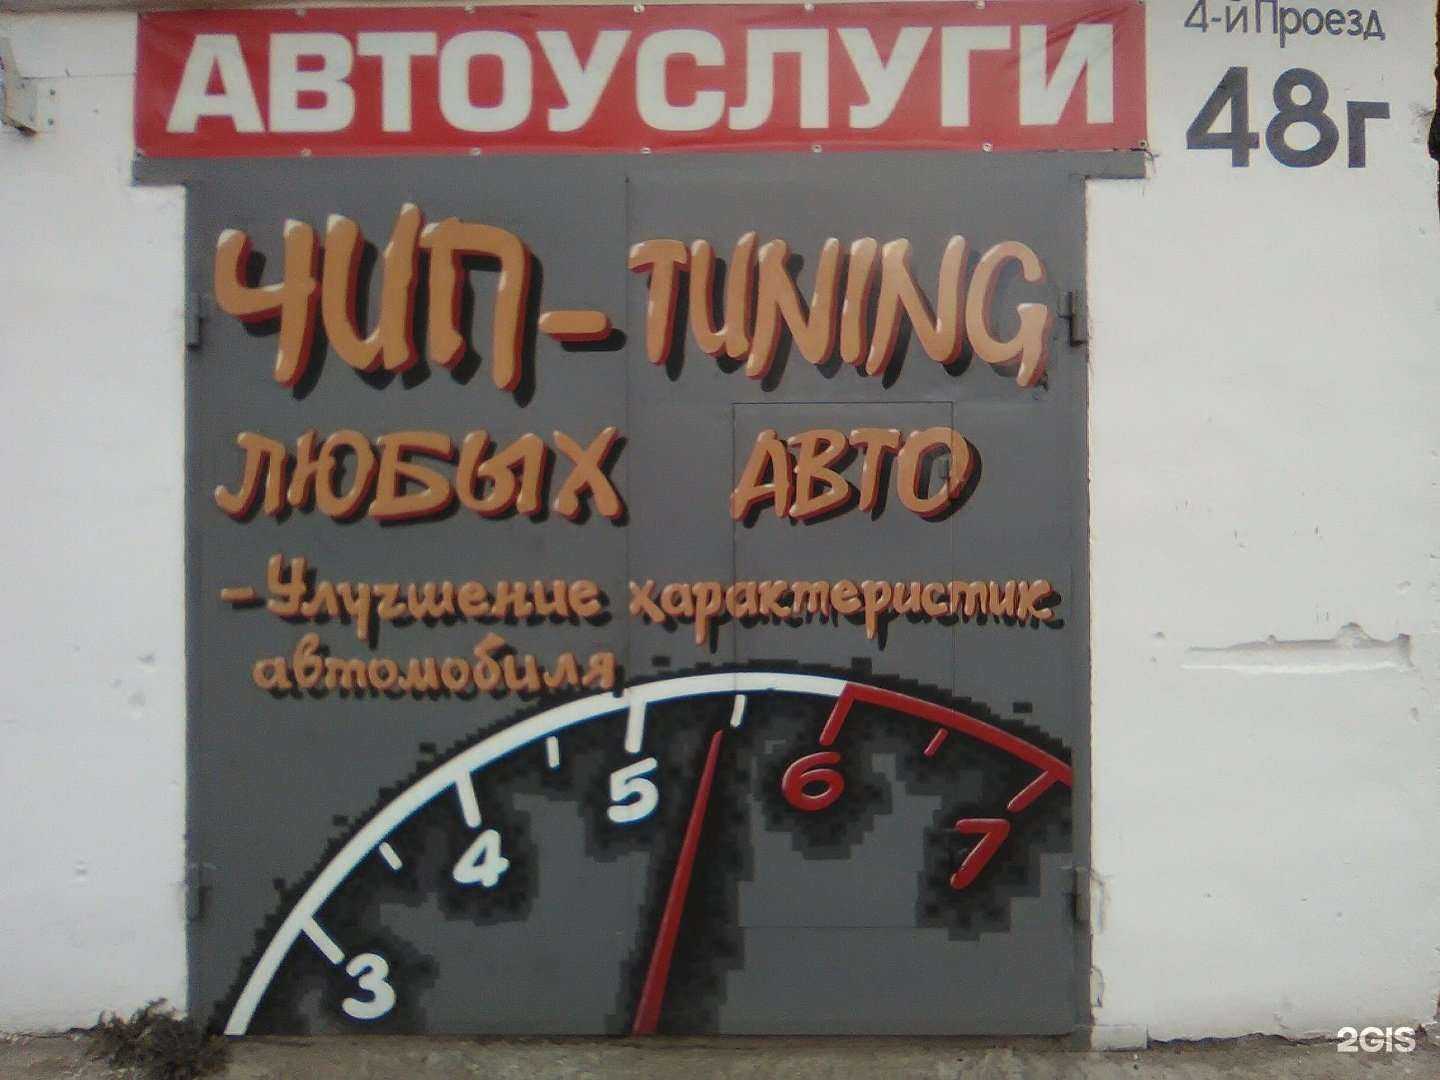 АВТОУСЛУГИ
4-й Проезд
48г
ЧИП-TUNING
ЛЮБЫХ АВТО
-Улучшение характеристик
автомобиля
3
4
5
6
7
2GIS